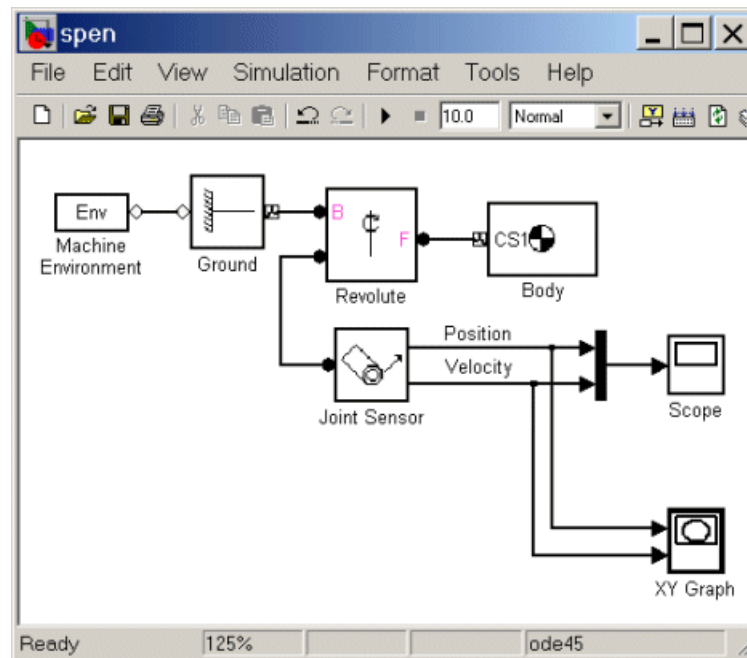 spen
File Edit View Simulation Format Tools Help
10.0 Normal
Env
Machine
Environment
Ground
B
F
Revolute
CS1
Body
Position
Velocity
Joint Sensor
Scope
XY Graph
Ready 125% ode45